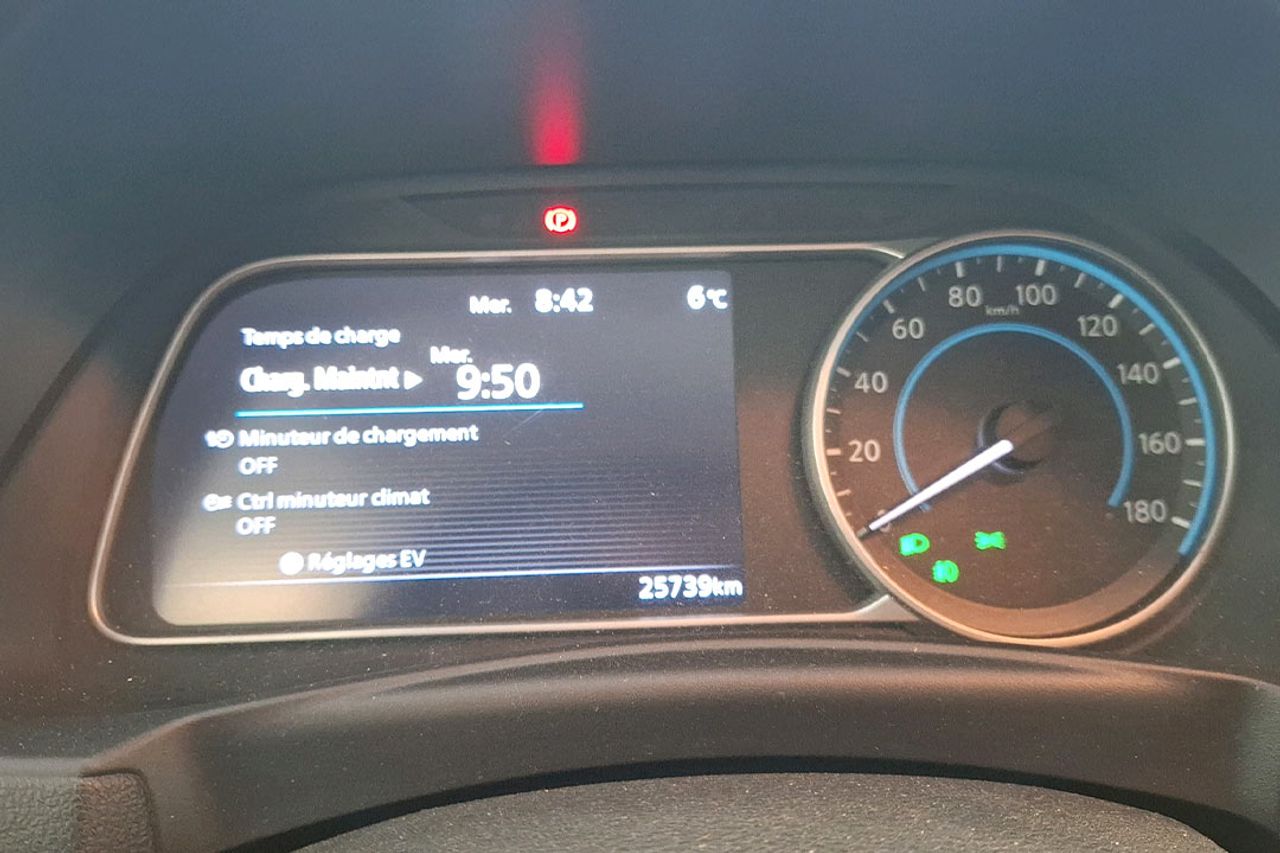 Mer. 8:42 6°C
Temps de charge
Mer.
Charg. Maintnt ▶ 9:50
Minuteur de chargement
OFF
Ctrl minuteur climat
OFF
Réglages EV
25739km
P
0 20 40 60 80 100 120 140 160 180
km/h